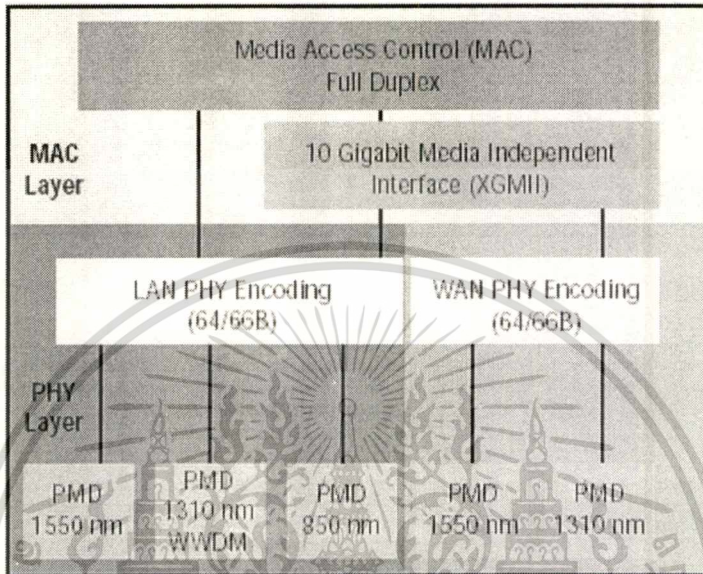 Media Access Control (MAC)
Full Duplex
MAC
Layer
10 Gigabit Media Independent
Interface (XGMII)
LAN PHY Encoding
(64/66B)
WAN PHY Encoding
(64/66B)
PHY
Layer
PMD
1550 nm
PMD
1310 nm
WWDM
PMD
850 nm
PMD
1550 nm
PMD
1310 nm